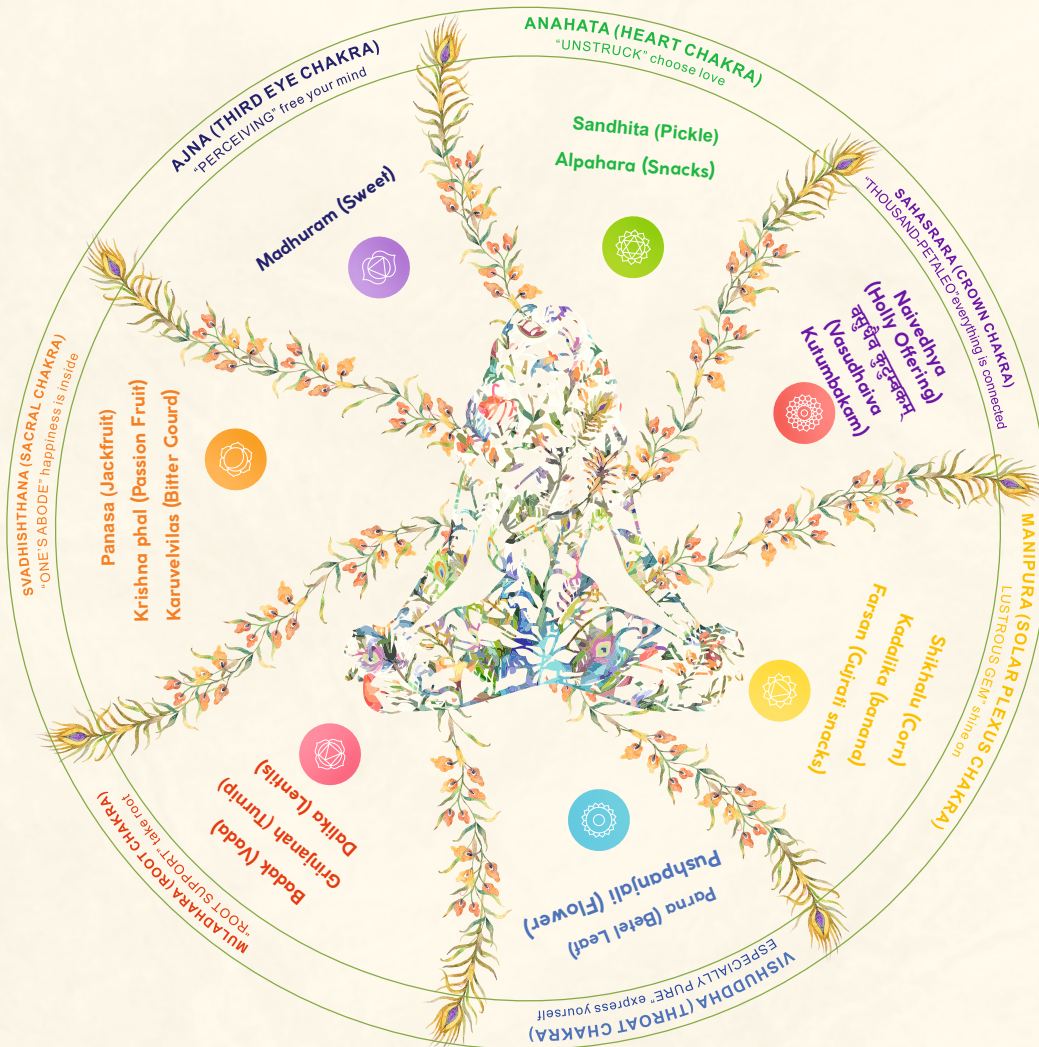 ANAHATA (HEART CHAKRA)
“UNSTRUCK” choose love
Sandhita (Pickle)
Alpahara (Snacks)
SAHASRARA (CROWN CHAKRA)
“THOUSAND-PETALEO” everything is connected
Naivedhya
(Holly Offering)
वसुधैव कुटुम्बकम्
(Vasudhaiva
Kutumbakam)
MANIPURA (SOLAR PLEXUS CHAKRA)
LUSTROUS GEM” shine on
Shikhalu (Corn)
Kadalika (banana)
Farsan (Gujrati snacks)
VISHUDDHA (THROAT CHAKRA)
ESPECIALLY PURE” express yourself
Parna (Betel Leaf)
Pushpanjali (Flower)
MULADHARA (ROOT CHAKRA)
“ROOT SUPPORT” take root
Badak (Vada)
Grinjanah (Turnip)
Dalika (Lentils)
SVADHISHTHANA (SACRAL CHAKRA)
“ONE’S ABODE” happiness is inside
Panasa (Jackfruit)
Krishna phal (Passion Fruit)
Karuvelvilas (Bitter Gourd)
AJNA (THIRD EYE CHAKRA)
“PERCEIVING” free your mind
Madhuram (Sweet)